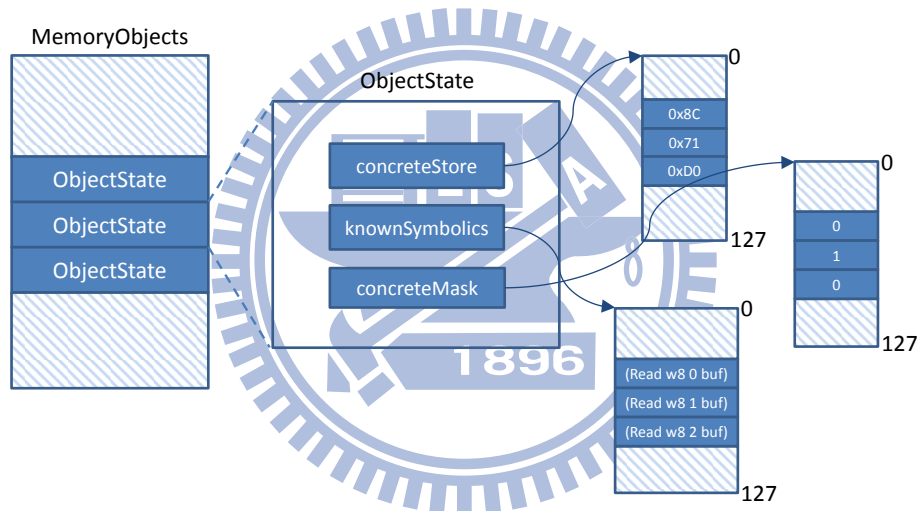 MemoryObjects
ObjectState
ObjectState
ObjectState
ObjectState
concreteStore
knownSymbolics
concreteMask
0
0x8C
0x71
0xD0
127
0
0
1
0
127
0
(Read w8 0 buf)
(Read w8 1 buf)
(Read w8 2 buf)
127
1896